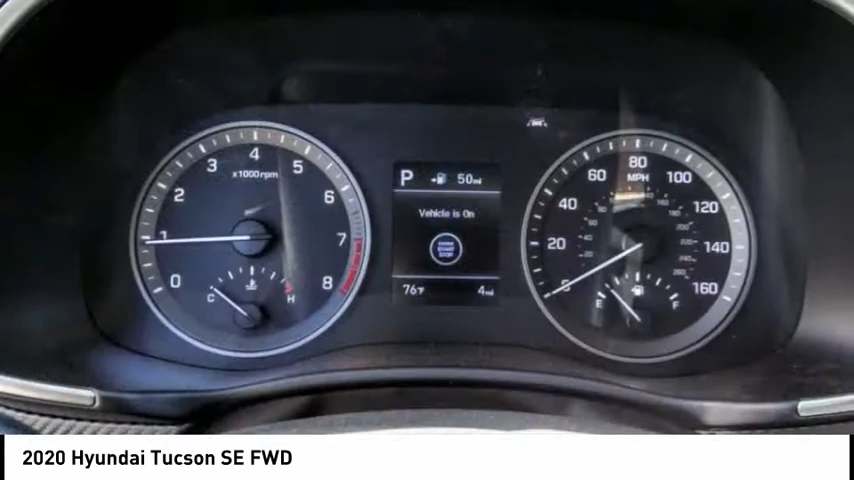 4
3
5
x1000rpm
2
6
1
7
0
8
C
H
P
50mi
Vehicle is On
ENGINE
START
STOP
76°F
4mi
80
MPH
60
100
40
120
20
140
0
160
E
F
2020 Hyundai Tucson SE FWD